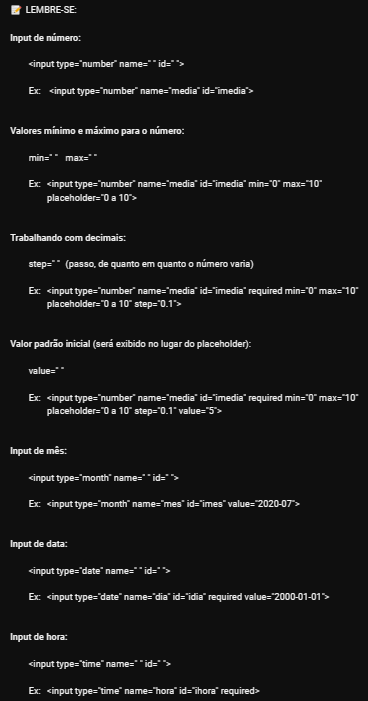 📝 LEMBRE-SE:
Input de número:
<input type="number" name=" " id=" ">
Ex: <input type="number" name="media" id="imedia">
Valores mínimo e máximo para o número:
min=" " max=" "
Ex: <input type="number" name="media" id="imedia" min="0" max="10"
placeholder="0 a 10">
Trabalhando com decimais:
step=" " (passo, de quanto em quanto o número varia)
Ex: <input type="number" name="media" id="imedia" required min="0" max="10"
placeholder="0 a 10" step="0.1">
Valor padrão inicial (será exibido no lugar do placeholder):
value=" "
Ex: <input type="number" name="media" id="imedia" required min="0" max="10"
placeholder="0 a 10" step="0.1" value="5">
Input de mês:
<input type="month" name=" " id=" ">
Ex: <input type="month" name="mes" id="imes" value="2020-07">
Input de data:
<input type="date" name=" " id=" ">
Ex: <input type="date" name="dia" id="idia" required value="2000-01-01">
Input de hora:
<input type="time" name=" " id=" ">
Ex: <input type="time" name="hora" id="ihora" required>